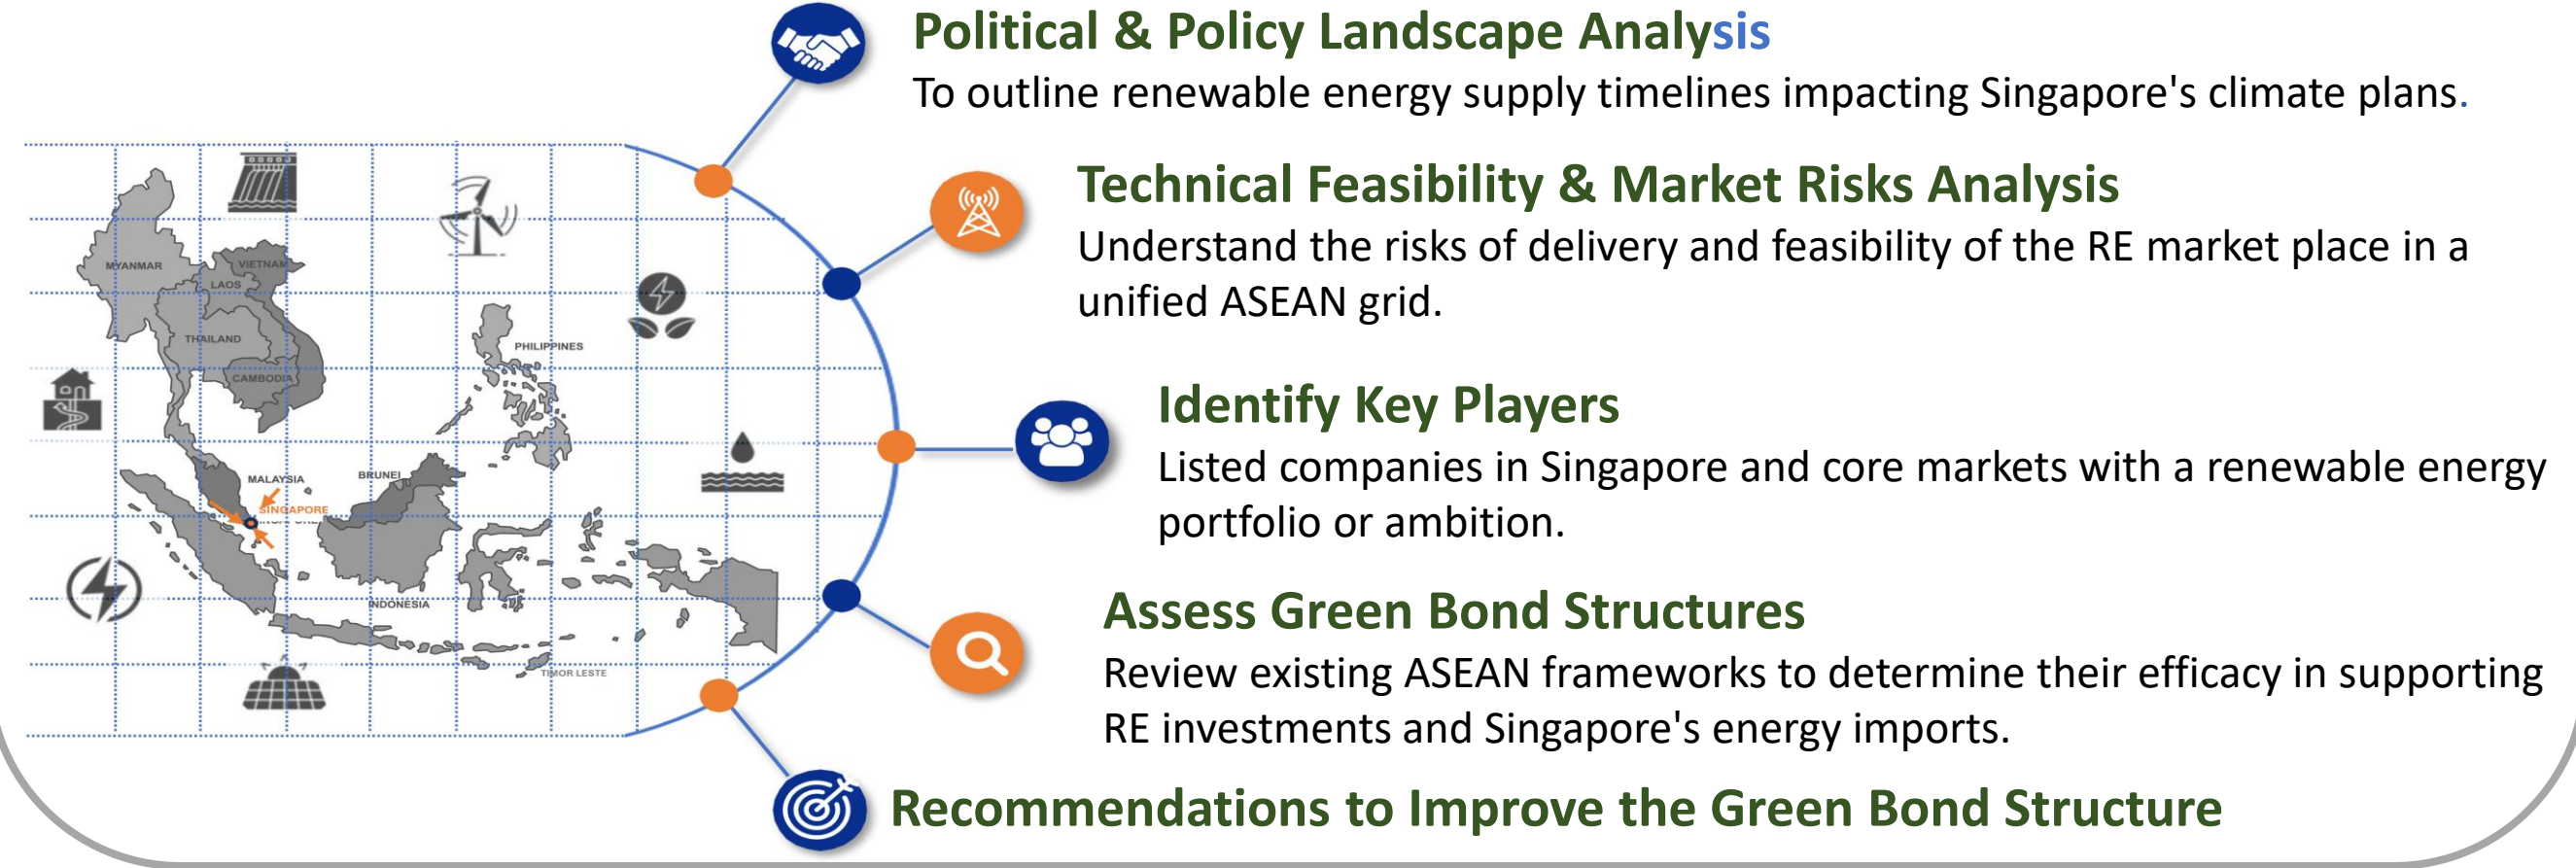 Political & Policy Landscape Analysis
To outline renewable energy supply timelines impacting Singapore's climate plans.
Technical Feasibility & Market Risks Analysis
Understand the risks of delivery and feasibility of the RE market place in a
unified ASEAN grid.
Identify Key Players
Listed companies in Singapore and core markets with a renewable energy
portfolio or ambition.
Assess Green Bond Structures
Review existing ASEAN frameworks to determine their efficacy in supporting
RE investments and Singapore's energy imports.
Recommendations to Improve the Green Bond Structure
MYANMAR
VIETNAM
LAOS
THAILAND
CAMBODIA
PHILIPPINES
MALAYSIA
BRUNEI
SINGAPORE
INDONESIA
TIMOR LESTE